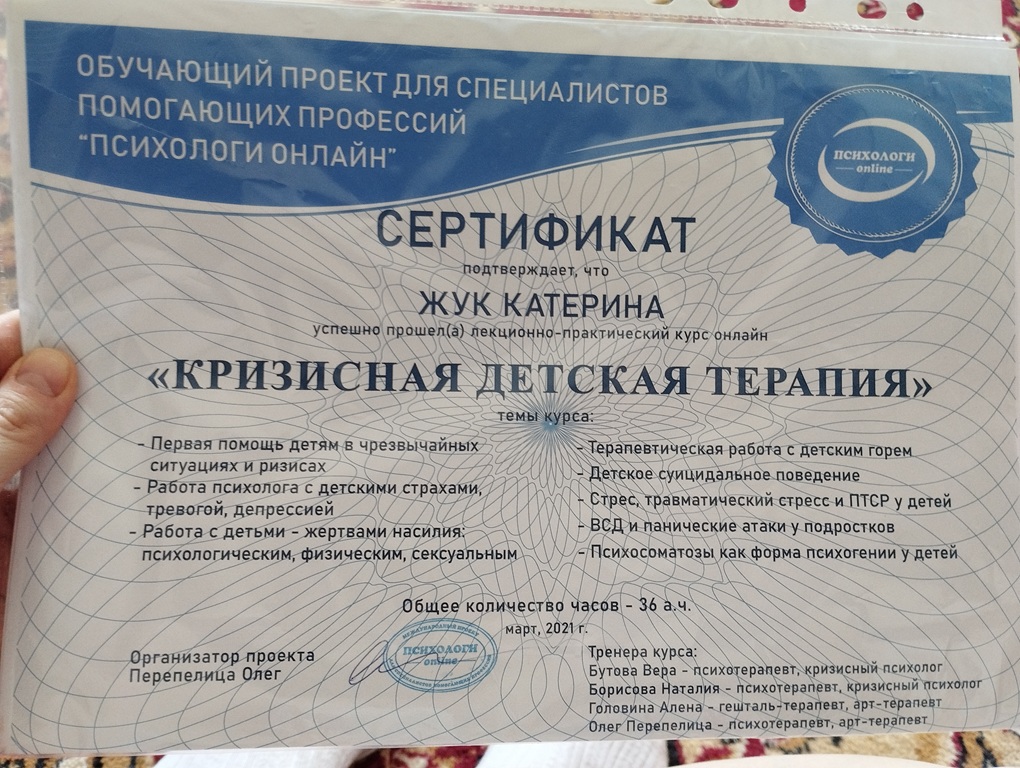 ОБУЧАЮЩИЙ ПРОЕКТ ДЛЯ СПЕЦИАЛИСТОВ
ПОМОГАЮЩИХ ПРОФЕССИЙ
"ПСИХОЛОГИ ОНЛАЙН"
ПСИХОЛОГИ
online
СЕРТИФИКАТ
подтверждает, что
ЖУК КАТЕРИНА
успешно прошел(а) лекционно-практический курс онлайн
«КРИЗИСНАЯ ДЕТСКАЯ ТЕРАПИЯ»
темы курса:
- Первая помощь детям в чрезвычайных
ситуациях и ризисах
- Работа психолога с детскими страхами,
тревогой, депрессией
- Работа с детьми - жертвами насилия:
психологическим, физическим, сексуальным
- Терапевтическая работа с детским горем
- Детское суицидальное поведение
- Стрес, травматический стресс и ПТСР у детей
- ВСД и панические атаки у подростков
- Психосоматозы как форма психогении у детей
Общее количество часов - 36 а.ч.
март, 2021 г.
Организатор проекта
Перепелица Олег
МЕЖДУНАРОДНЫЙ ПРОЕКТ
ПСИХОЛОГИ
online
Тренера курса:
Бутова Вера - психотерапевт, кризисный психолог
Борисова Наталия - психотерапевт, кризисный психолог
Головина Алена - гештальт-терапевт, арт-терапевт
Олег Перепелица - психотерапевт, арт-терапевт